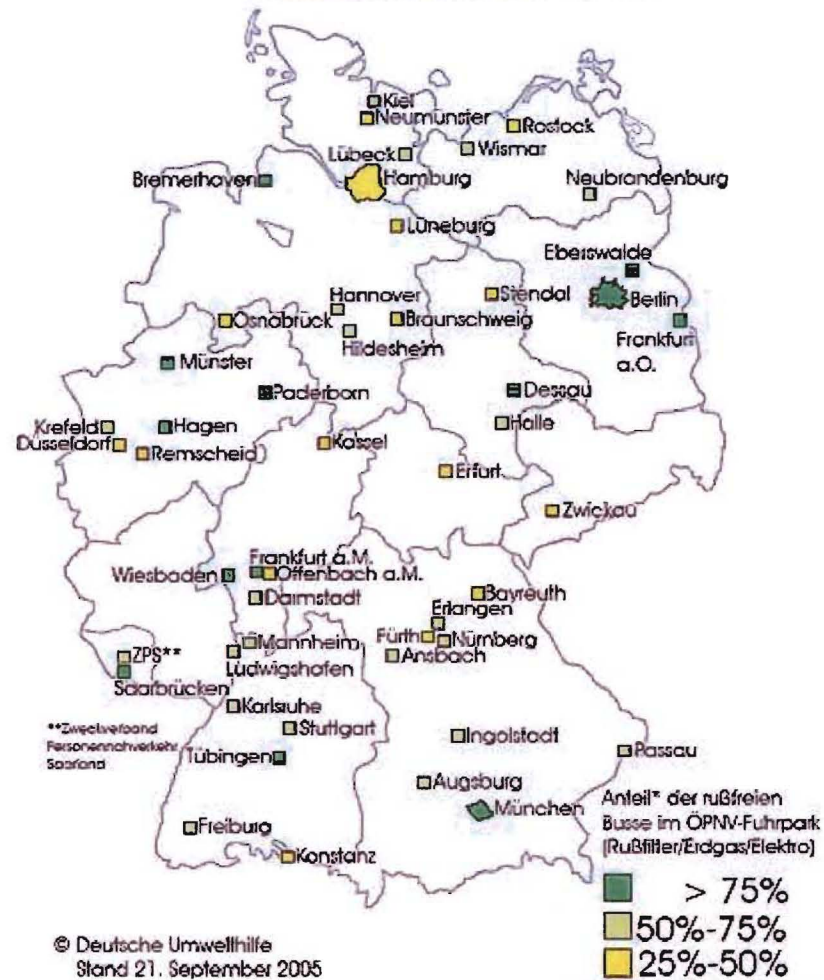 Kiel
Neumünster
Rostock
Lübeck
Wismar
Bremerhaven
Hamburg
Neubrandenburg
Lüneburg
Eberswalde
Hannover
Stendal
Berlin
Osnabrück
Braunschweig
Frankfurt
a.O.
Hildesheim
Münster
Paderborn
Dessau
Krefeld
Hagen
Halle
Düsseldorf
Kassel
Remscheid
Erfurt
Zwickau
Frankfurt a.M.
Wiesbaden
Offenbach a.M.
Darmstadt
Bayreuth
Erlangen
Fürth
Nürnberg
Mannheim
Ansbach
ZPS**
Ludwigshafen
Saarbrücken
Karlsruhe
**Zweckverband
Personennahverkehr
Saarland
Stuttgart
Ingolstadt
Passau
Tübingen
Augsburg
München
Freiburg
Konstanz
Anteil* der rußfreien
Busse im ÖPNV-Fuhrpark
(Rußfilter/Erdgas/Elektro)
> 75%
50%-75%
25%-50%
© Deutsche Umwelthilfe
Stand 21. September 2005